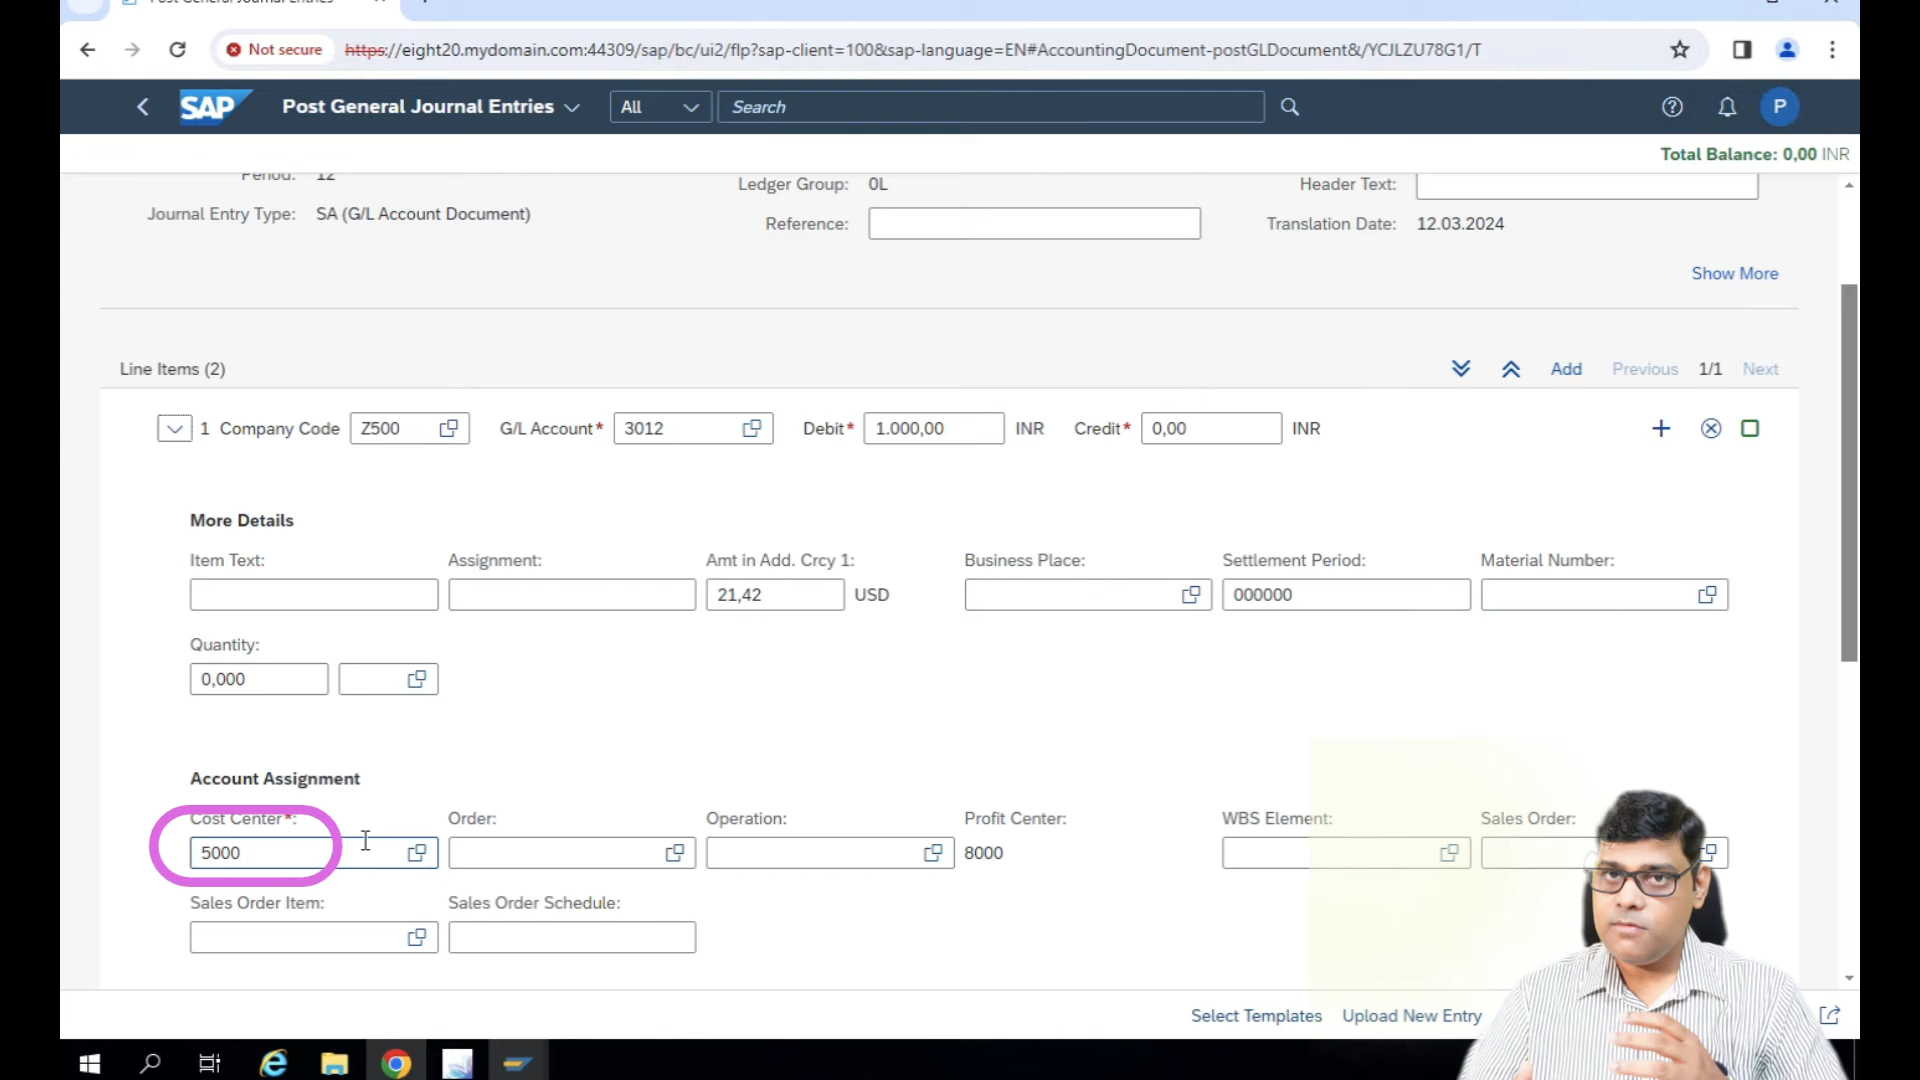 Post General Journal Entries
Not secure https://eight20.mydomain.com:44309/sap/bc/ui2/flp?sap-client=100&sap-language=EN#AccountingDocument-postGLDocument&/YCJLZU78G1/T
SAP Post General Journal Entries All Search P
Total Balance: 0,00 INR
Period: 12
Ledger Group: 0L
Header Text:
Journal Entry Type: SA (G/L Account Document)
Reference:
Translation Date: 12.03.2024
Show More
Line Items (2) Add Previous 1/1 Next
1 Company Code Z500 G/L Account* 3012 Debit* 1.000,00 INR Credit* 0,00 INR
More Details
Item Text: Assignment: Amt in Add. Crcy 1: Business Place: Settlement Period: Material Number:
21,42 USD 000000
Quantity:
0,000
Account Assignment
Cost Center*: Order: Operation: Profit Center: WBS Element: Sales Order:
5000 8000
Sales Order Item: Sales Order Schedule:
Select Templates Upload New Entry